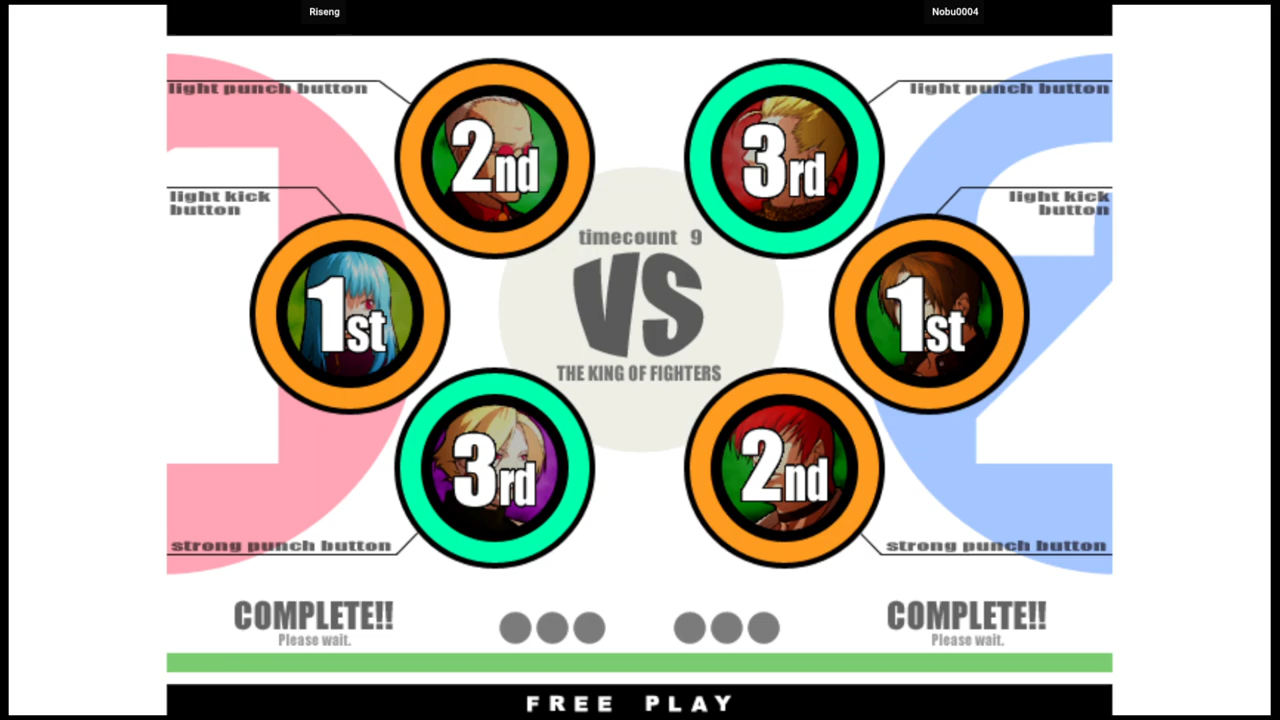 Riseng
Nobu0004
light punch button
light punch button
2nd
3rd
light kick
button
light kick
button
timecount 9
1st
VS
1st
THE KING OF FIGHTERS
3rd
2nd
strong punch button
strong punch button
COMPLETE!!
Please wait.
COMPLETE!!
Please wait.
FREE PLAY